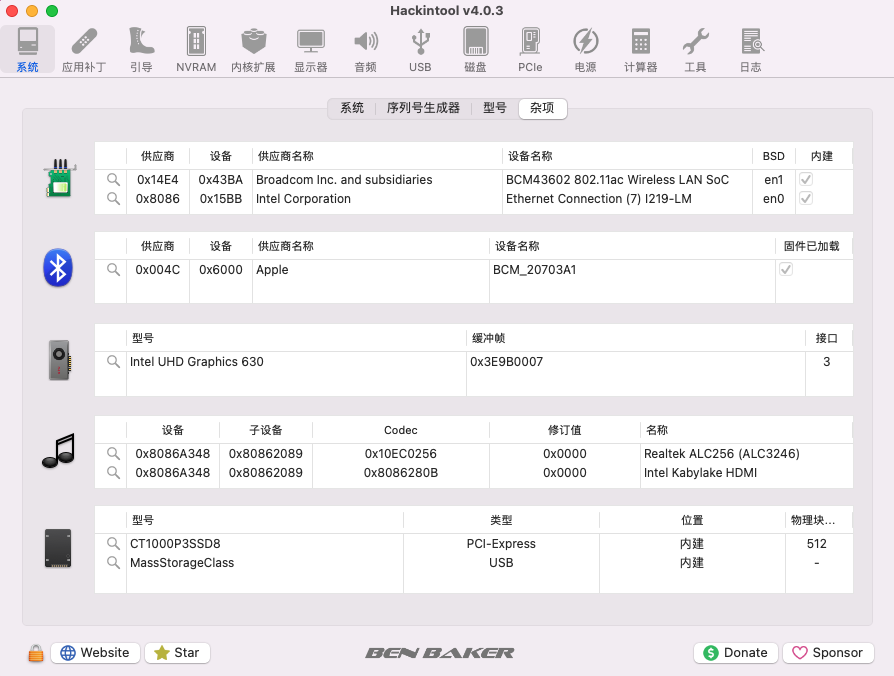 Hackintool v4.0.3
系统 应用补丁 引导 NVRAM 内核扩展 显示器 音频 USB 磁盘 PCIe 电源 计算器 工具 日志
系统 序列号生成器 型号 杂项
供应商 设备 供应商名称 设备名称 BSD 内建
0x14E4 0x43BA Broadcom Inc. and subsidiaries BCM43602 802.11ac Wireless LAN SoC en1
0x8086 0x15BB Intel Corporation Ethernet Connection (7) I219-LM en0
供应商 设备 供应商名称 设备名称 固件已加载
0x004C 0x6000 Apple BCM_20703A1
型号 缓冲帧 接口
Intel UHD Graphics 630 0x3E9B0007 3
设备 子设备 Codec 修订值 名称
0x8086A348 0x80862089 0x10EC0256 0x0000 Realtek ALC256 (ALC3246)
0x8086A348 0x80862089 0x8086280B 0x0000 Intel Kabylake HDMI
型号 类型 位置 物理块...
CT1000P3SSD8 PCI-Express 内建 512
MassStorageClass USB 内建 -
Website Star BEN BAKER Donate Sponsor